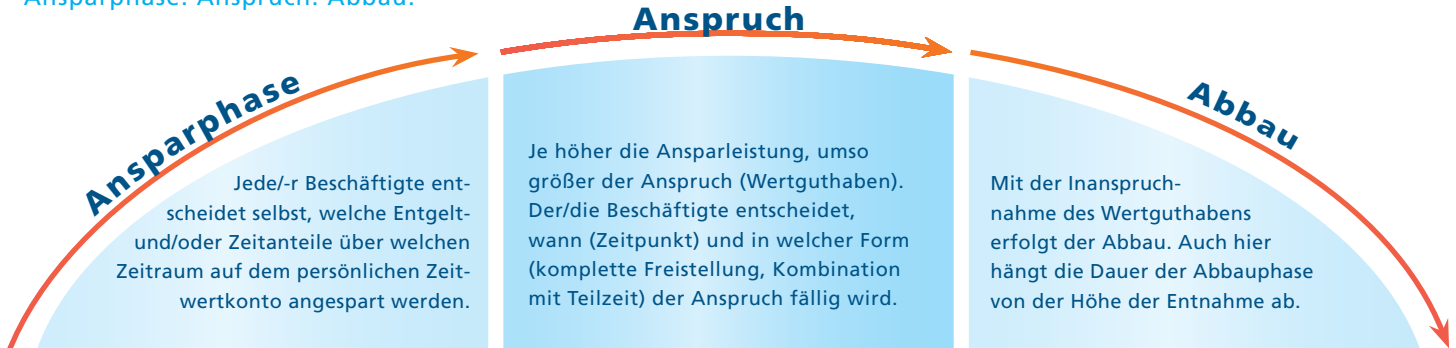 Ansparphase. Anspruch. Abbau.
Ansparphase
Jede/-r Beschäftigte ent-
scheidet selbst, welche Entgelt-
und/oder Zeitanteile über welchen
Zeitraum auf dem persönlichen Zeit-
wertkonto angespart werden.
Anspruch
Je höher die Ansparleistung, umso
größer der Anspruch (Wertguthaben).
Der/die Beschäftigte entscheidet,
wann (Zeitpunkt) und in welcher Form
(komplette Freistellung, Kombination
mit Teilzeit) der Anspruch fällig wird.
Abbau
Mit der Inanspruch-
nahme des Wertguthabens
erfolgt der Abbau. Auch hier
hängt die Dauer der Abbauphase
von der Höhe der Entnahme ab.